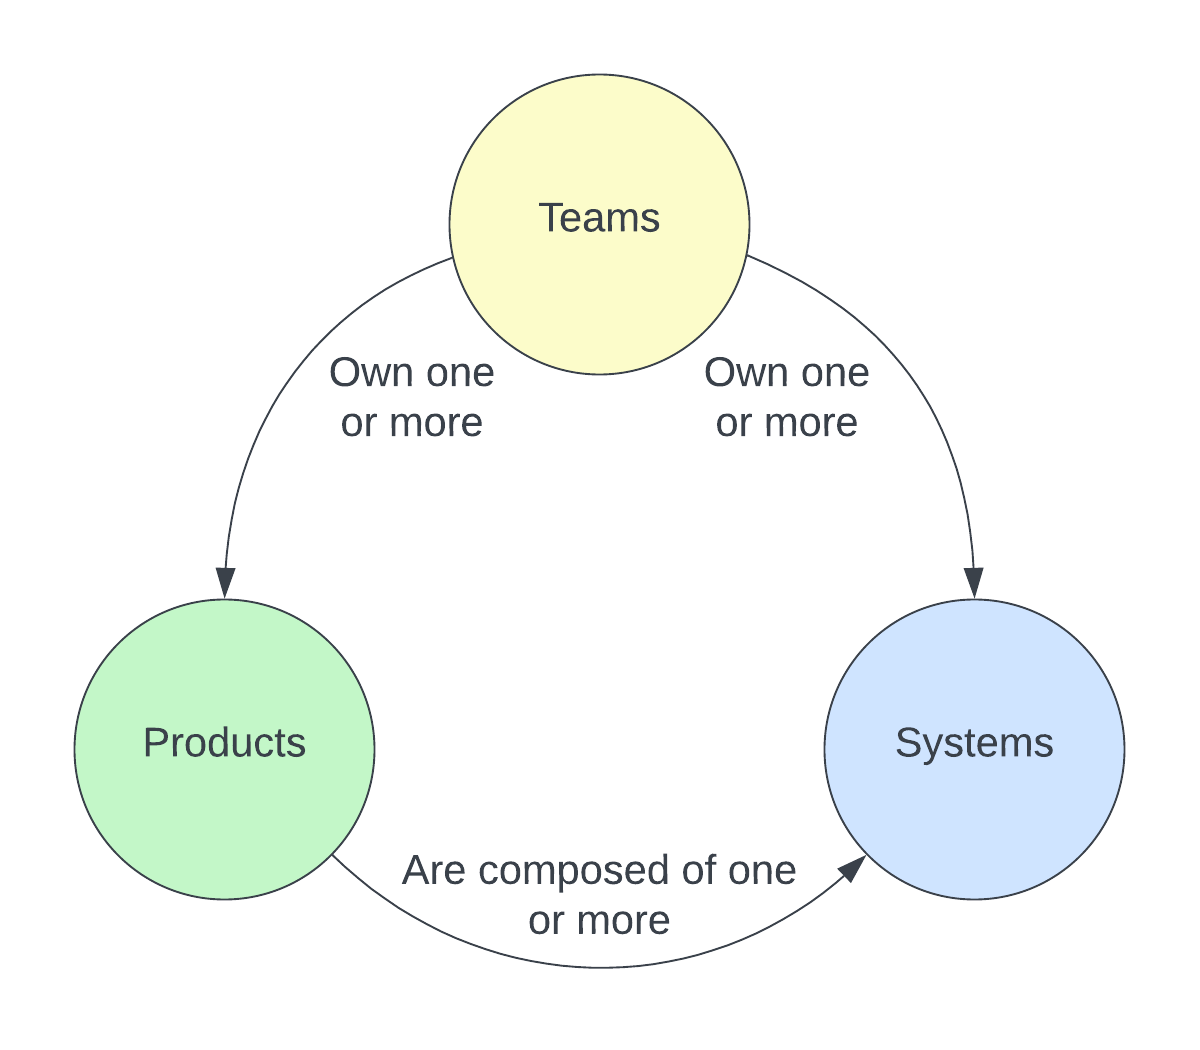 Teams
Own one
or more
Own one
or more
Products
Systems
Are composed of one
or more